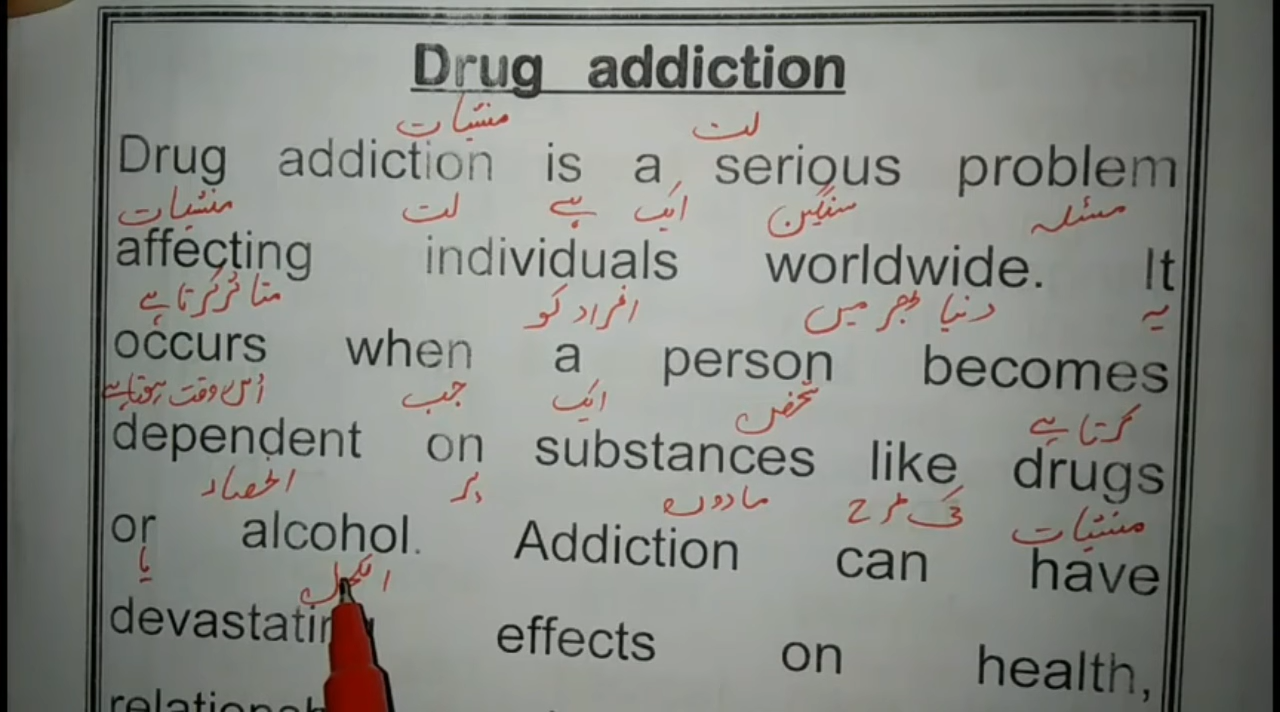 Drug addiction
منشیات لت
Drug addiction is a serious problem
منشیات لت ہے ایک سنگین مسئلہ
affecting individuals worldwide. It
متاثر کرتا ہے افراد کو دنیا بھر میں یہ
occurs when a person becomes
اُس وقت ہوتا ہے جب ایک شخص کرتا ہے
dependent on substances like drugs
انحصار پر مادوں کی طرح منشیات
or alcohol. Addiction can have
یا الکحل
devastating effects on health,